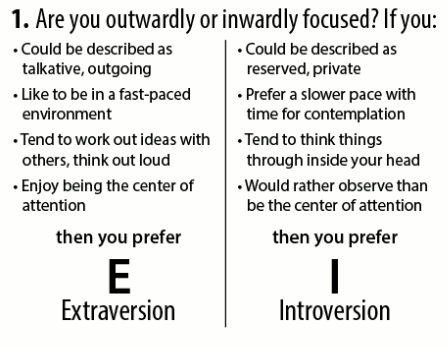 1. Are you outwardly or inwardly focused? If you:
• Could be described as
talkative, outgoing
• Like to be in a fast-paced
environment
• Tend to work out ideas with
others, think out loud
• Enjoy being the center of
attention
then you prefer
E
Extraversion
• Could be described as
reserved, private
• Prefer a slower pace with
time for contemplation
• Tend to think things
through inside your head
• Would rather observe than
be the center of attention
then you prefer
I
Introversion